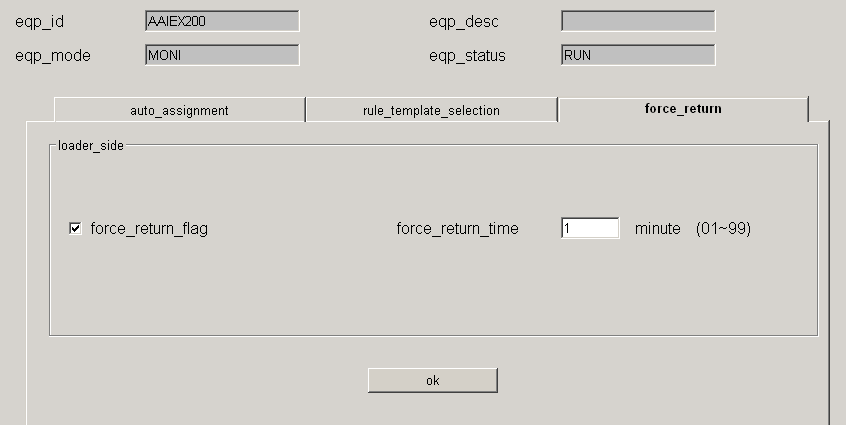 eqp_id AAIEX200 eqp_desc
eqp_mode MONI eqp_status RUN
auto_assignment rule_template_selection force_return
loader_side
force_return_flag force_return_time 1 minute (01~99)
ok